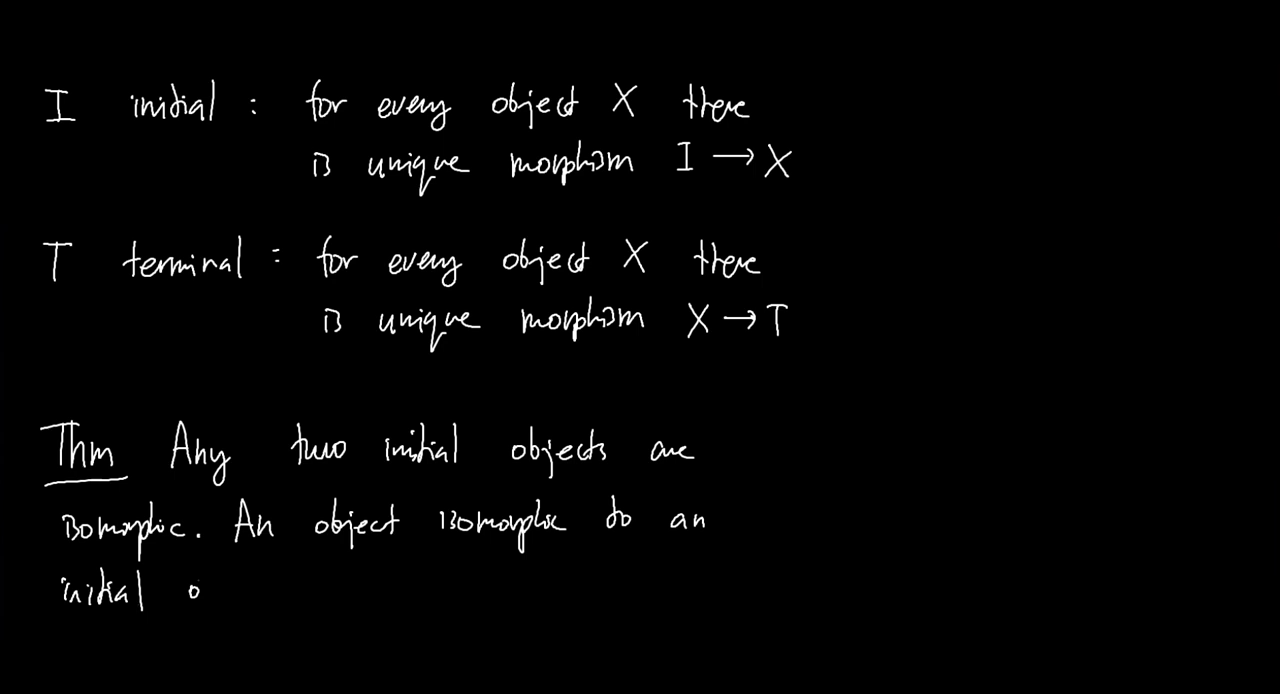 I initial : for every object X there
is unique morphism I → X
T terminal : for every object X there
is unique morphism X → T
Thm Any two initial objects are
isomorphic. An object isomorphic to an
initial o